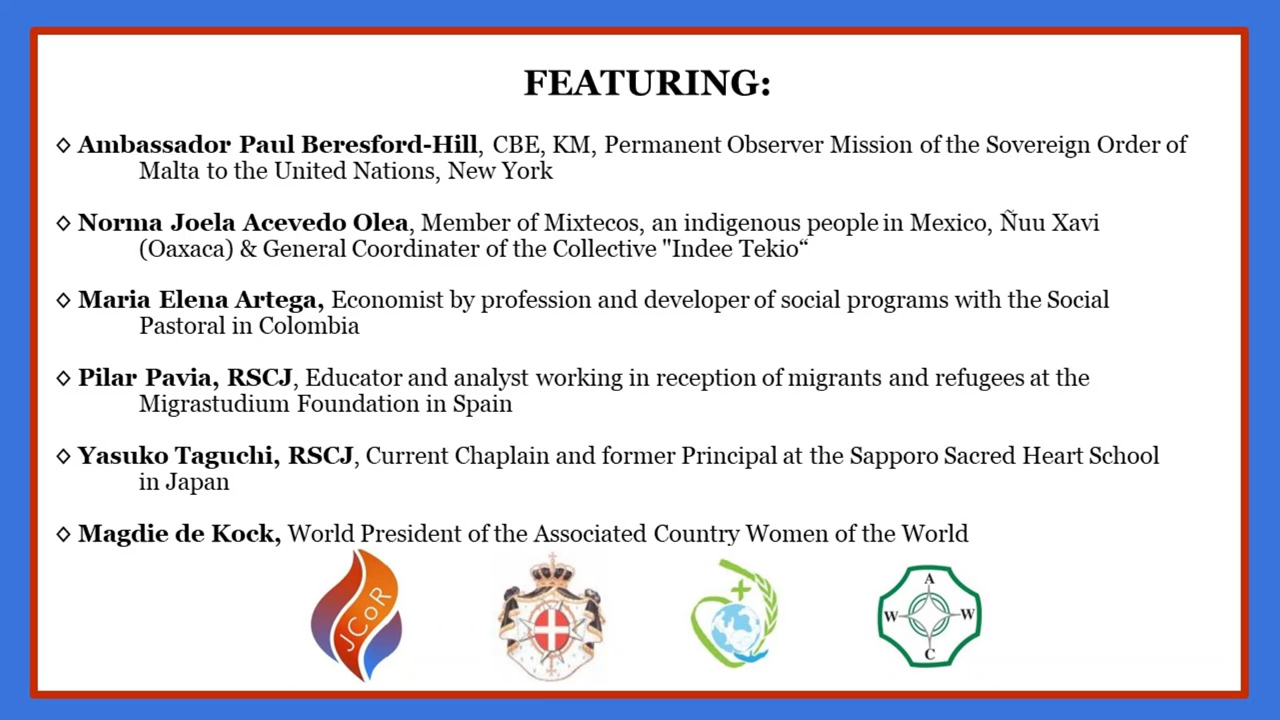 FEATURING:
◊ Ambassador Paul Beresford-Hill, CBE, KM, Permanent Observer Mission of the Sovereign Order of
Malta to the United Nations, New York
◊ Norma Joela Acevedo Olea, Member of Mixtecos, an indigenous people in Mexico, Ñuu Xavi
(Oaxaca) & General Coordinater of the Collective "Indee Tekio“
◊ Maria Elena Artega, Economist by profession and developer of social programs with the Social
Pastoral in Colombia
◊ Pilar Pavia, RSCJ, Educator and analyst working in reception of migrants and refugees at the
Migrastudium Foundation in Spain
◊ Yasuko Taguchi, RSCJ, Current Chaplain and former Principal at the Sapporo Sacred Heart School
in Japan
◊ Magdie de Kock, World President of the Associated Country Women of the World
JCoR
A
W W
C